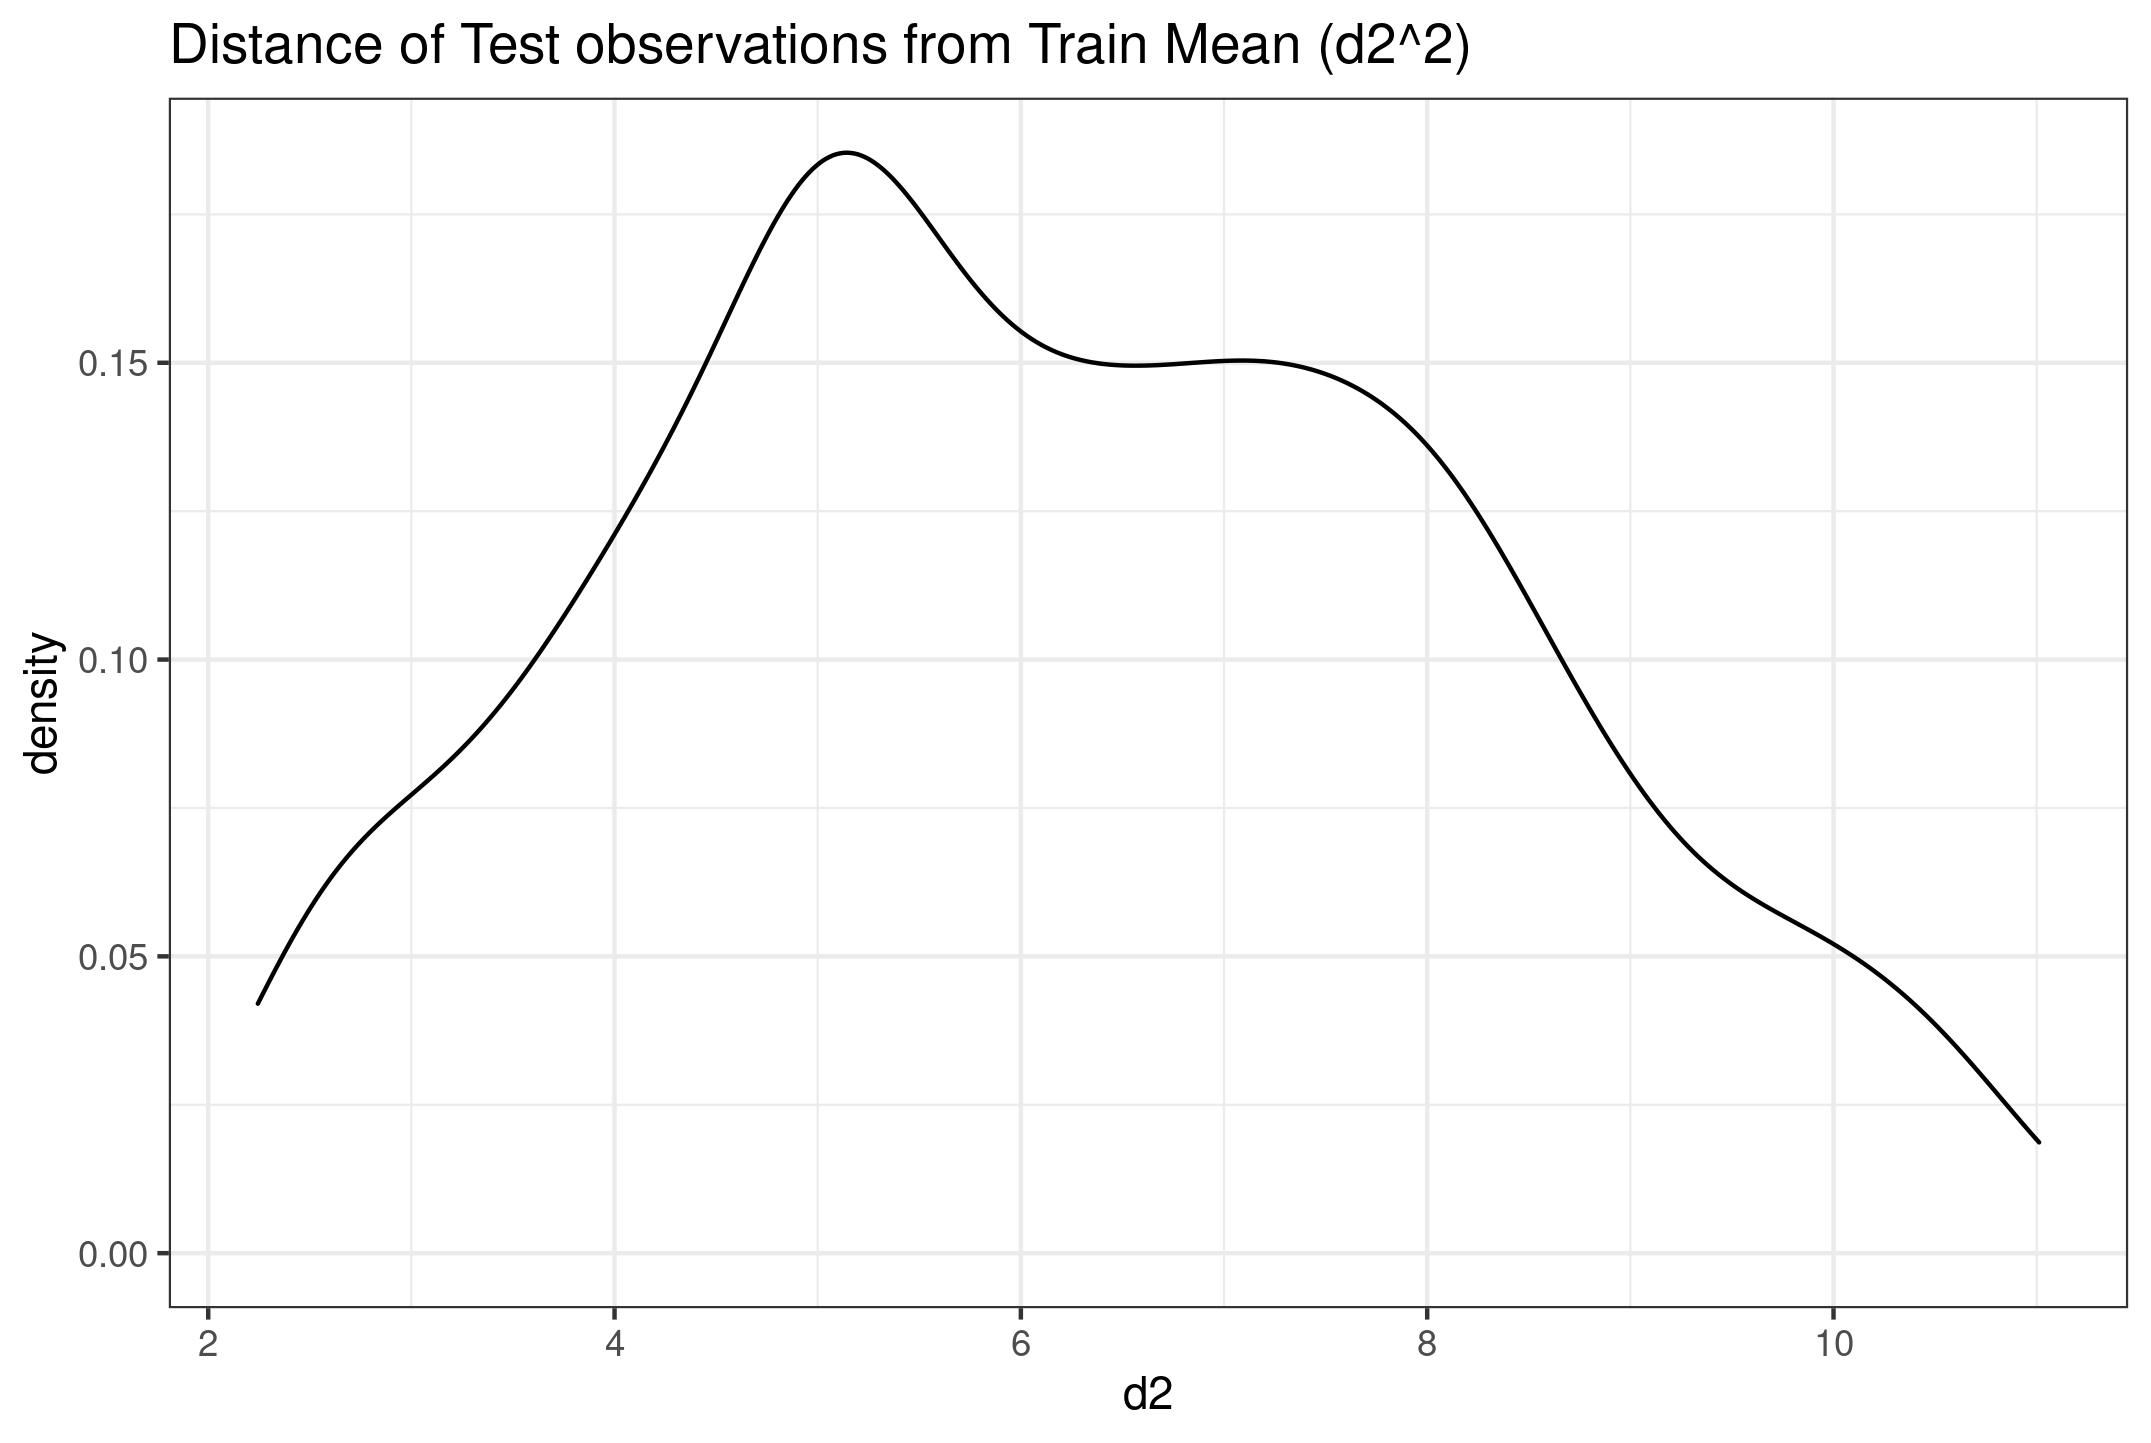 Distance of Test observations from Train Mean (d2^2)
0.15
0.10
0.05
0.00
density
2 4 6 8 10
d2